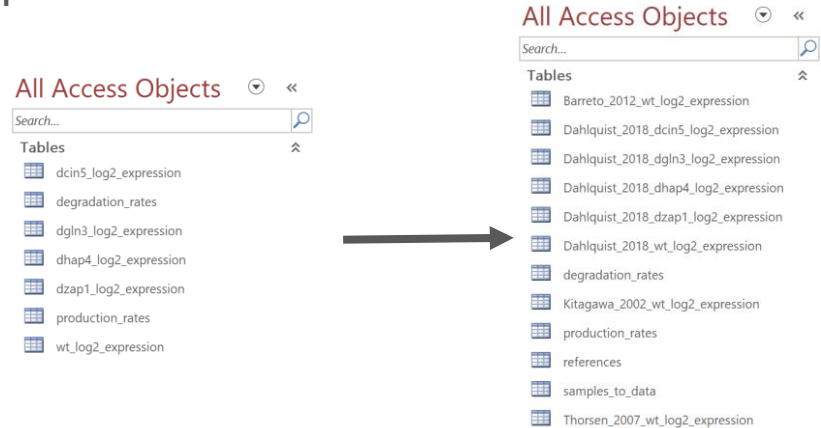 All Access Objects
Search...
Tables
dcin5_log2_expression
degradation_rates
dgln3_log2_expression
dhap4_log2_expression
dzap1_log2_expression
production_rates
wt_log2_expression
All Access Objects
Search...
Tables
Barreto_2012_wt_log2_expression
Dahlquist_2018_dcin5_log2_expression
Dahlquist_2018_dgln3_log2_expression
Dahlquist_2018_dhap4_log2_expression
Dahlquist_2018_dzap1_log2_expression
Dahlquist_2018_wt_log2_expression
degradation_rates
Kitagawa_2002_wt_log2_expression
production_rates
references
samples_to_data
Thorsen_2007_wt_log2_expression